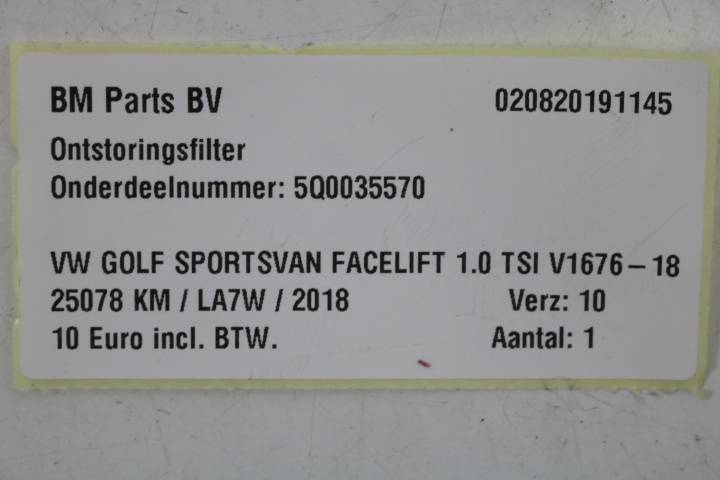 BM Parts BV 020820191145
Ontstoringsfilter
Onderdeelnummer: 5Q0035570
VW GOLF SPORTSVAN FACELIFT 1.0 TSI V1676-18
25078 KM / LA7W / 2018 Verz: 10
10 Euro incl. BTW. Aantal: 1